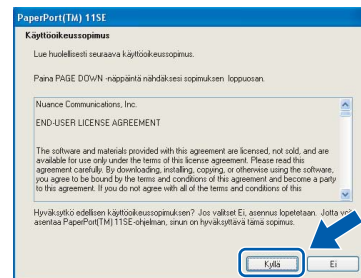 PaperPort(TM) 11SE
Käyttöoikeussopimus
Lue huolellisesti seuraava käyttöoikeussopimus.
Paina PAGE DOWN -näppäintä nähdäksesi sopimuksen loppuosan.
Nuance Communications, Inc.
END-USER LICENSE AGREEMENT
The software and materials provided with this agreement are licensed, not sold, and are
available for use only under the terms of this license agreement. Please read this
agreement carefully. By downloading, installing, copying, or otherwise using the software,
you agree to be bound by the terms and conditions of this agreement and become a party
to this agreement. If you do not agree with all of the terms and conditions of this
Hyväksytkö edellisen käyttöoikeussopimuksen? Jos valitset Ei, asennus lopetetaan. Jotta
asentaa PaperPort(TM) 11SE-ohjelman, sinun on hyväksyttävä tämä sopimus.
Kyllä
Ei